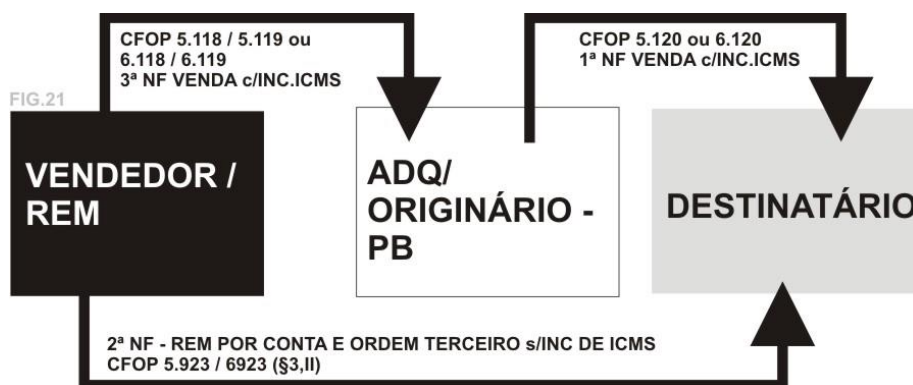 CFOP 5.118 / 5.119 ou
6.118 / 6.119
3ª NF VENDA c/INC.ICMS
CFOP 5.120 ou 6.120
1ª NF VENDA c/INC.ICMS
FIG.21
VENDEDOR /
REM
ADQ/
ORIGINÁRIO -
PB
DESTINATÁRIO
2ª NF - REM POR CONTA E ORDEM TERCEIRO s/INC DE ICMS
CFOP 5.923 / 6923 (§3,II)